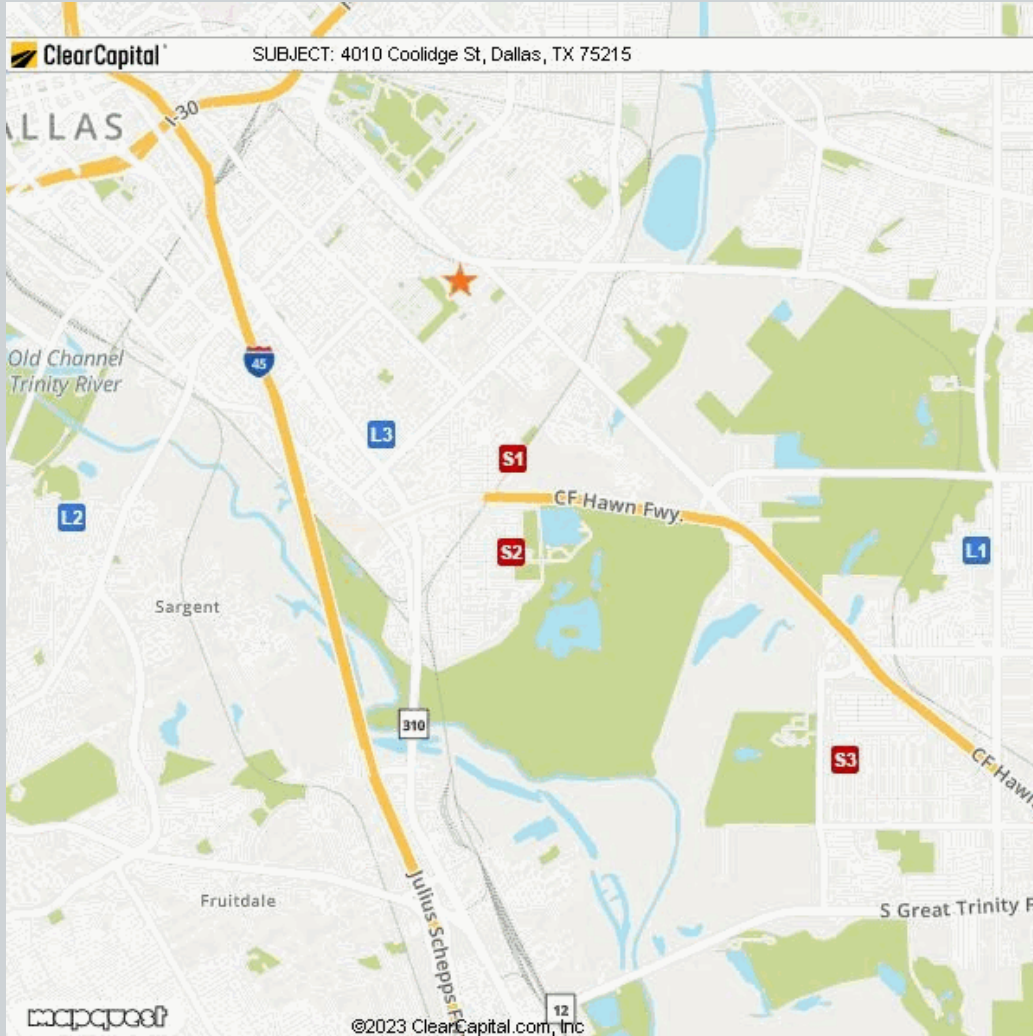 ClearCapital
SUBJECT: 4010 Coolidge St, Dallas, TX 75215
I-30
ALLAS
Old Channel
Trinity River
45
L3
S1
L2
CF Hawn Fwy.
S2
L1
Sargent
310
S3
CF Hawn
Fruitdale
Julius Schepps F
S Great Trinity F
12
mapquest
©2023 ClearCapital.com, Inc